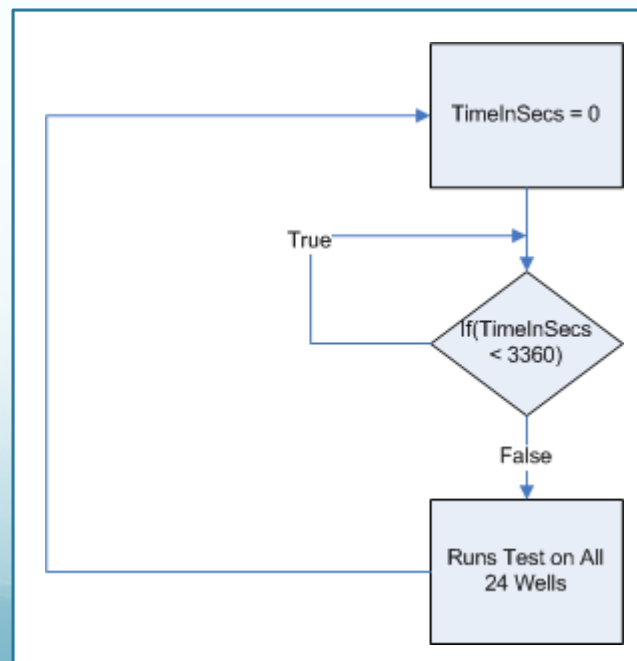 TimeInSecs = 0
True
If(TimeInSecs
< 3360)
False
Runs Test on All
24 Wells